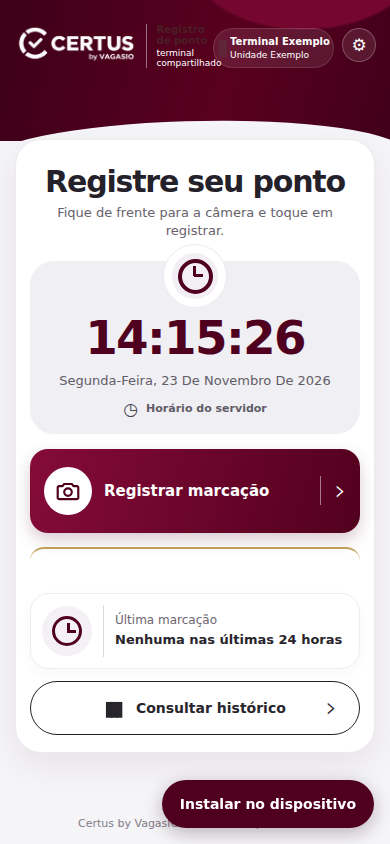 CERTUS
by VAGASIO
Registro
de ponto
terminal
compartilhado
Terminal Exemplo
Unidade Exemplo
Registre seu ponto
Fique de frente para a câmera e toque em
registrar.
14:15:26
Segunda-Feira, 23 De Novembro De 2026
Horário do servidor
Registrar marcação
Última marcação
Nenhuma nas últimas 24 horas
Consultar histórico
Instalar no dispositivo
Certus by Vagasio